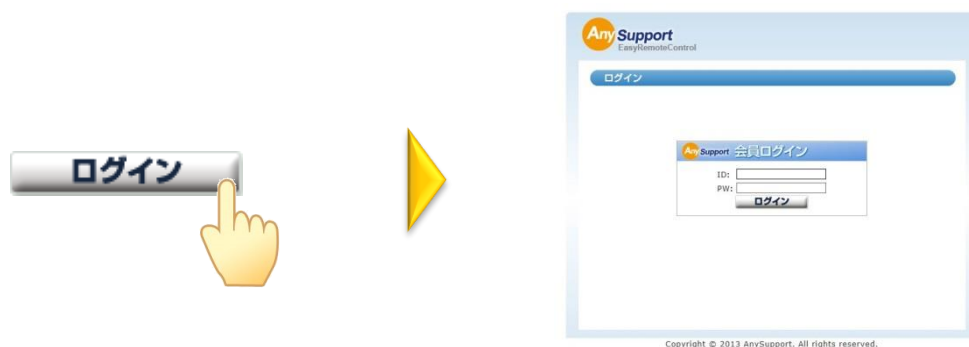 ログイン
Any Support
EasyRemoteControl
ログイン
Any Support 会員ログイン
ID:
PW:
ログイン
Copyright © 2013 AnySupport. All rights reserved.